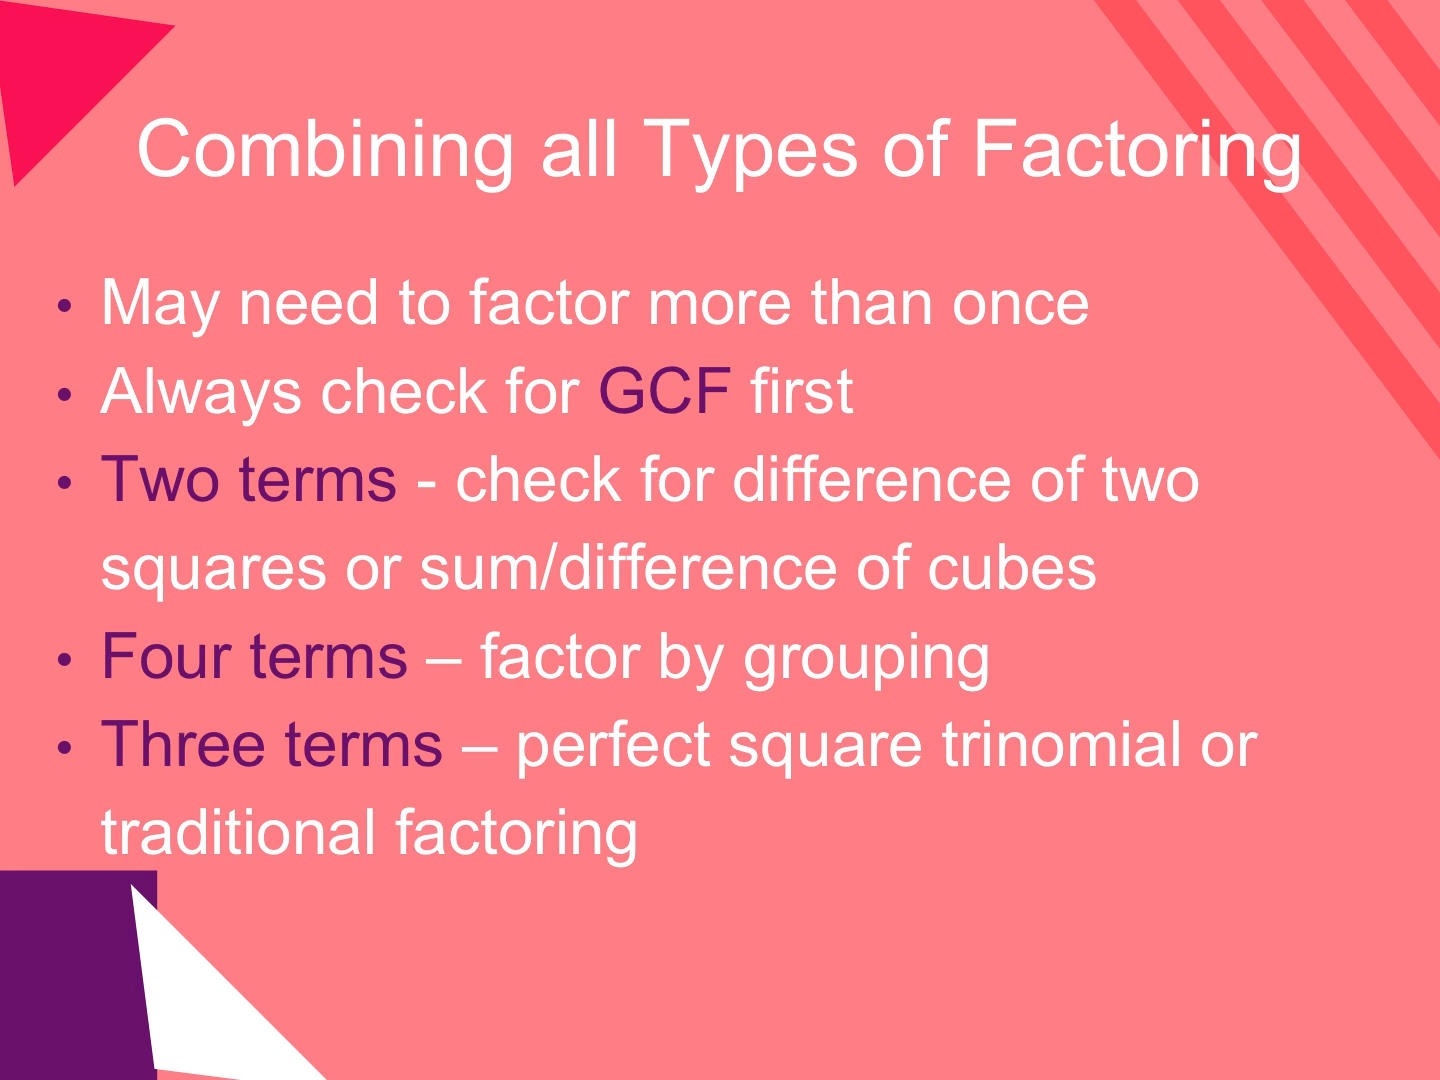 Combining all Types of Factoring
• May need to factor more than once
• Always check for GCF first
• Two terms - check for difference of two
squares or sum/difference of cubes
• Four terms – factor by grouping
• Three terms – perfect square trinomial or
traditional factoring